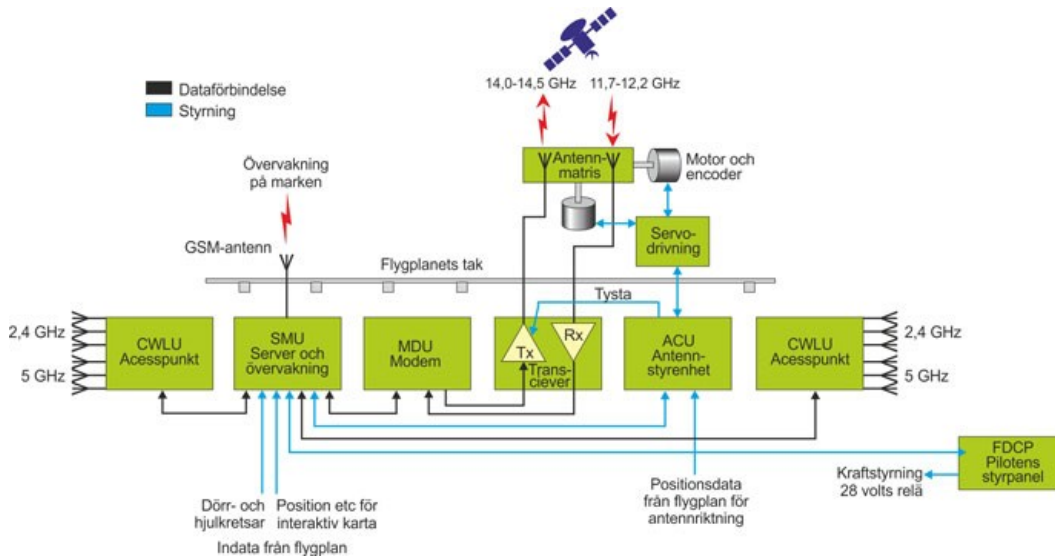 14,0-14,5 GHz
11,7-12,2 GHz
Dataförbindelse
Styrning
Antenn-
matris
Motor och
encoder
Övervakning
på marken
GSM-antenn
Servo-
drivning
Flygplanets tak
Tysta
2,4 GHz
5 GHz
CWLU
Acesspunkt
SMU
Server och
övervakning
MDU
Modem
Tx
Rx
Trans-
ciever
ACU
Antenn-
styrenhet
CWLU
Acesspunkt
2,4 GHz
5 GHz
FDCP
Pilotens
styrpanel
Kraftstyrning
28 volts relä
Dörr- och
hjulkretsar
Position etc för
interaktiv karta
Indata från flygplan
Positionsdata
från flygplan för
antennriktning